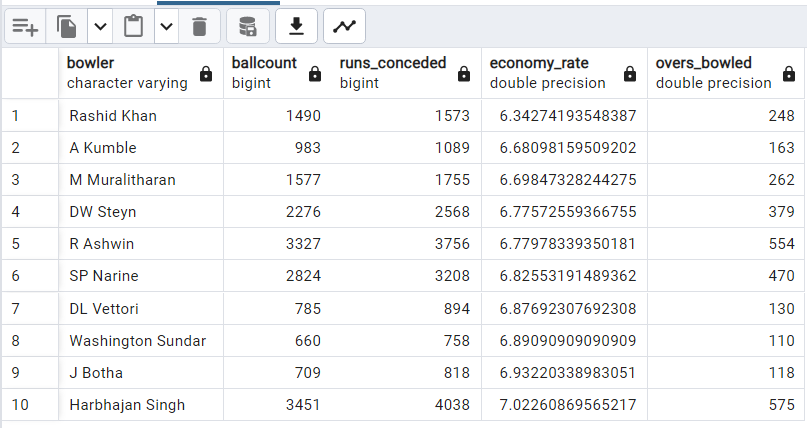 bowler ballcount runs_conceded economy_rate overs_bowled
character varying bigint bigint double precision double precision
1 Rashid Khan 1490 1573 6.34274193548387 248
2 A Kumble 983 1089 6.68098159509202 163
3 M Muralitharan 1577 1755 6.69847328244275 262
4 DW Steyn 2276 2568 6.77572559366755 379
5 R Ashwin 3327 3756 6.77978339350181 554
6 SP Narine 2824 3208 6.82553191489362 470
7 DL Vettori 785 894 6.87692307692308 130
8 Washington Sundar 660 758 6.89090909090909 110
9 J Botha 709 818 6.93220338983051 118
10 Harbhajan Singh 3451 4038 7.02260869565217 575